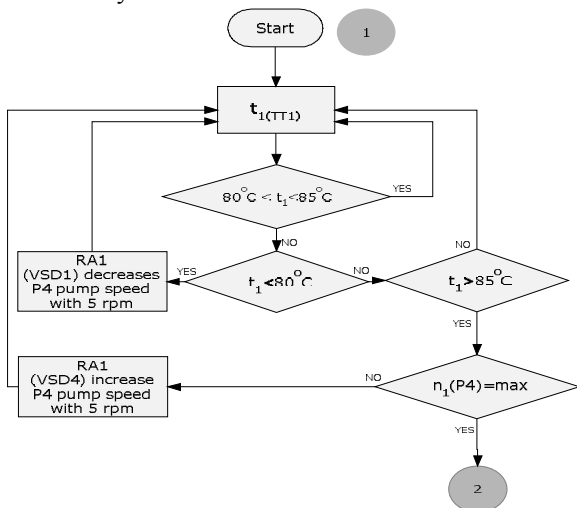 Start
1
t1(TT1)
80°C < t1<85°C
YES
NO
RA1
(VSD1) decreases
P4 pump speed
with 5 rpm
YES
t1<80°C
NO
NO
t1>85°
YES
RA1
(VSD4) increase
P4 pump speed
with 5 rpm
NO
n1(P4)=max
YES
2